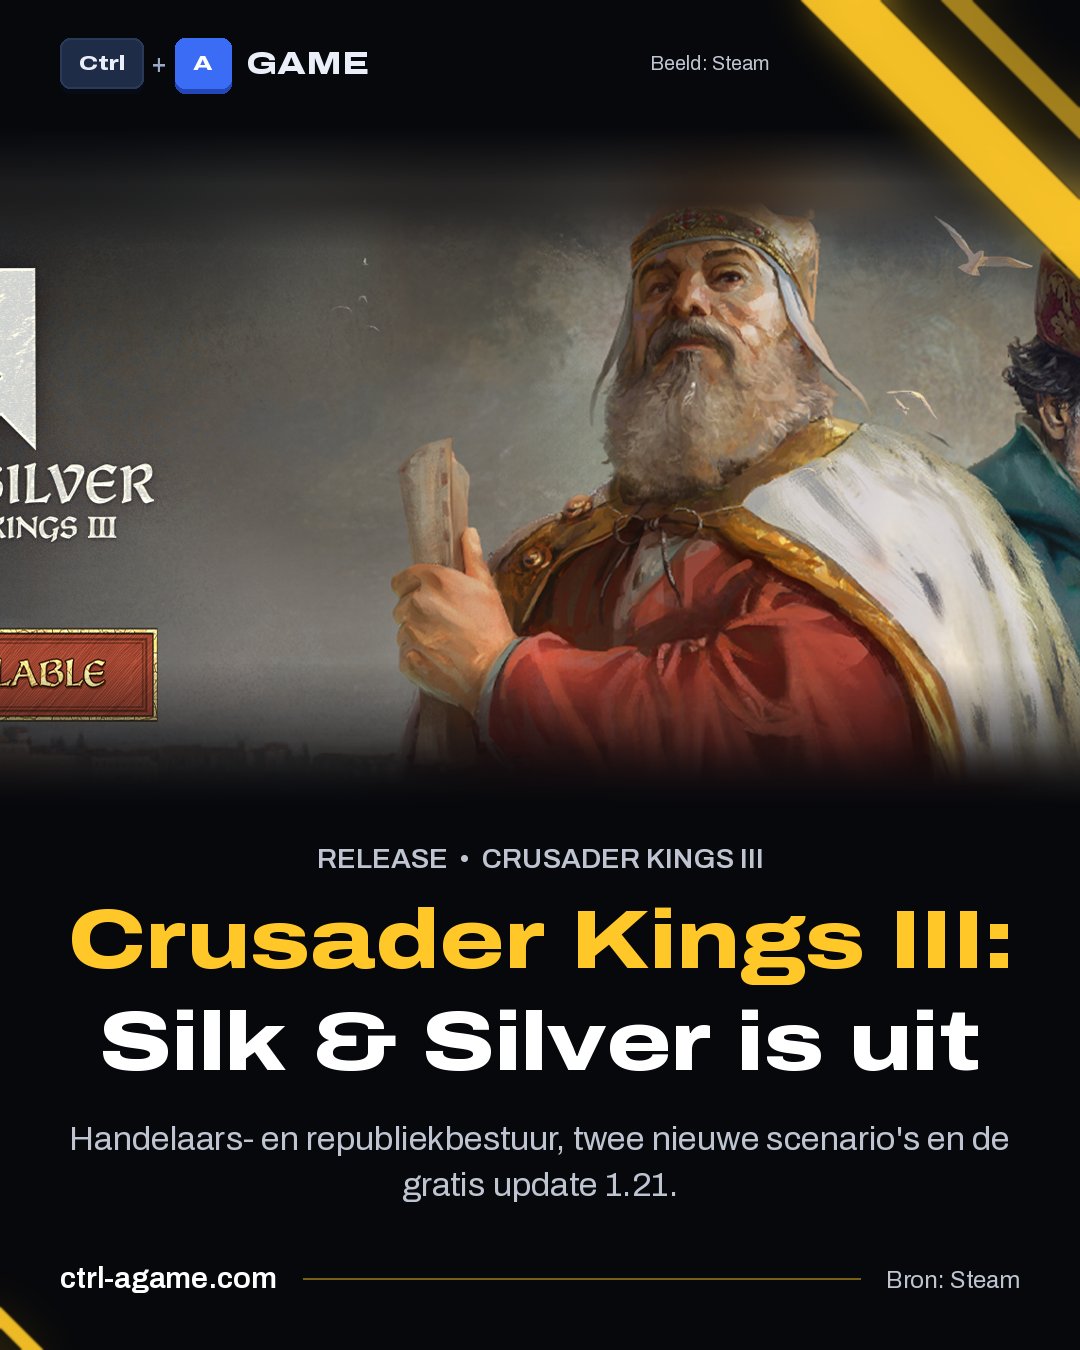 Ctrl + A GAME
Beeld: Steam
SILVER
KINGS III
LABLE
RELEASE • CRUSADER KINGS III
Crusader Kings III:
Silk & Silver is uit
Handelaars- en republiekbestuur, twee nieuwe scenario's en de
gratis update 1.21.
ctrl-agame.com
Bron: Steam